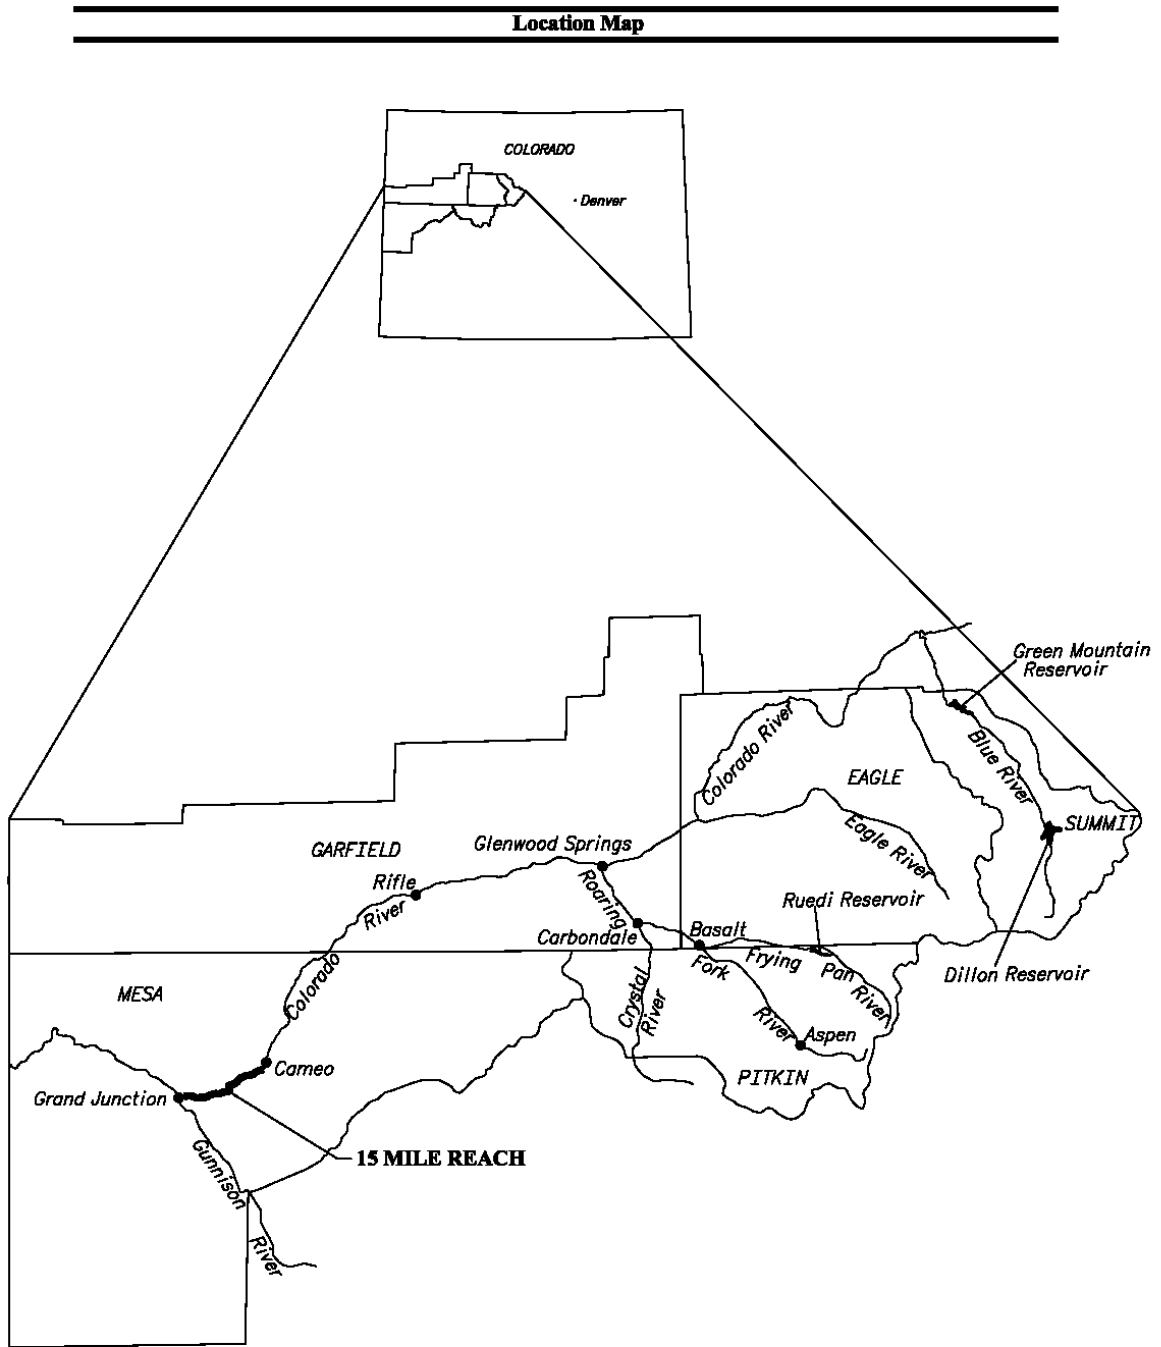 Location Map
COLORADO
Denver
Green Mountain
Reservoir
Colorado River
Blue River
EAGLE
SUMMIT
Eagle River
Glenwood Springs
GARFIELD
Rifle
River
Roaring
Ruedi Reservoir
Carbondale
Basalt
Fork
Frying
Pan
River
Dillon Reservoir
MESA
Colorado
Crystal
River
River
Aspen
Cameo
PITKIN
Grand Junction
15 MILE REACH
Gunnison
River